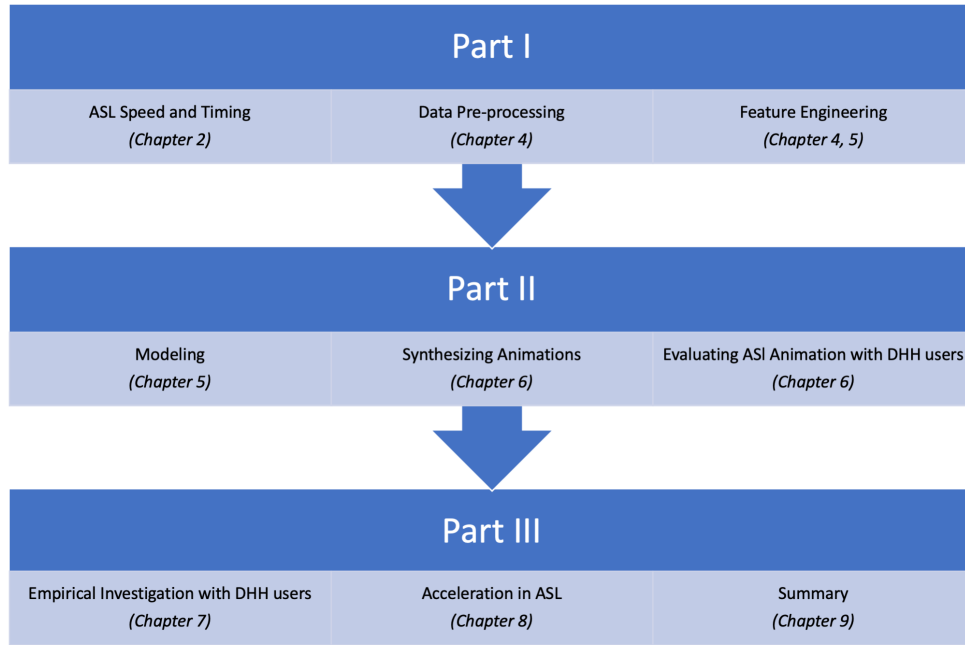 Part I
ASL Speed and Timing
(Chapter 2)
Data Pre-processing
(Chapter 4)
Feature Engineering
(Chapter 4, 5)
Part II
Modeling
(Chapter 5)
Synthesizing Animations
(Chapter 6)
Evaluating ASl Animation with DHH users
(Chapter 6)
Part III
Empirical Investigation with DHH users
(Chapter 7)
Acceleration in ASL
(Chapter 8)
Summary
(Chapter 9)